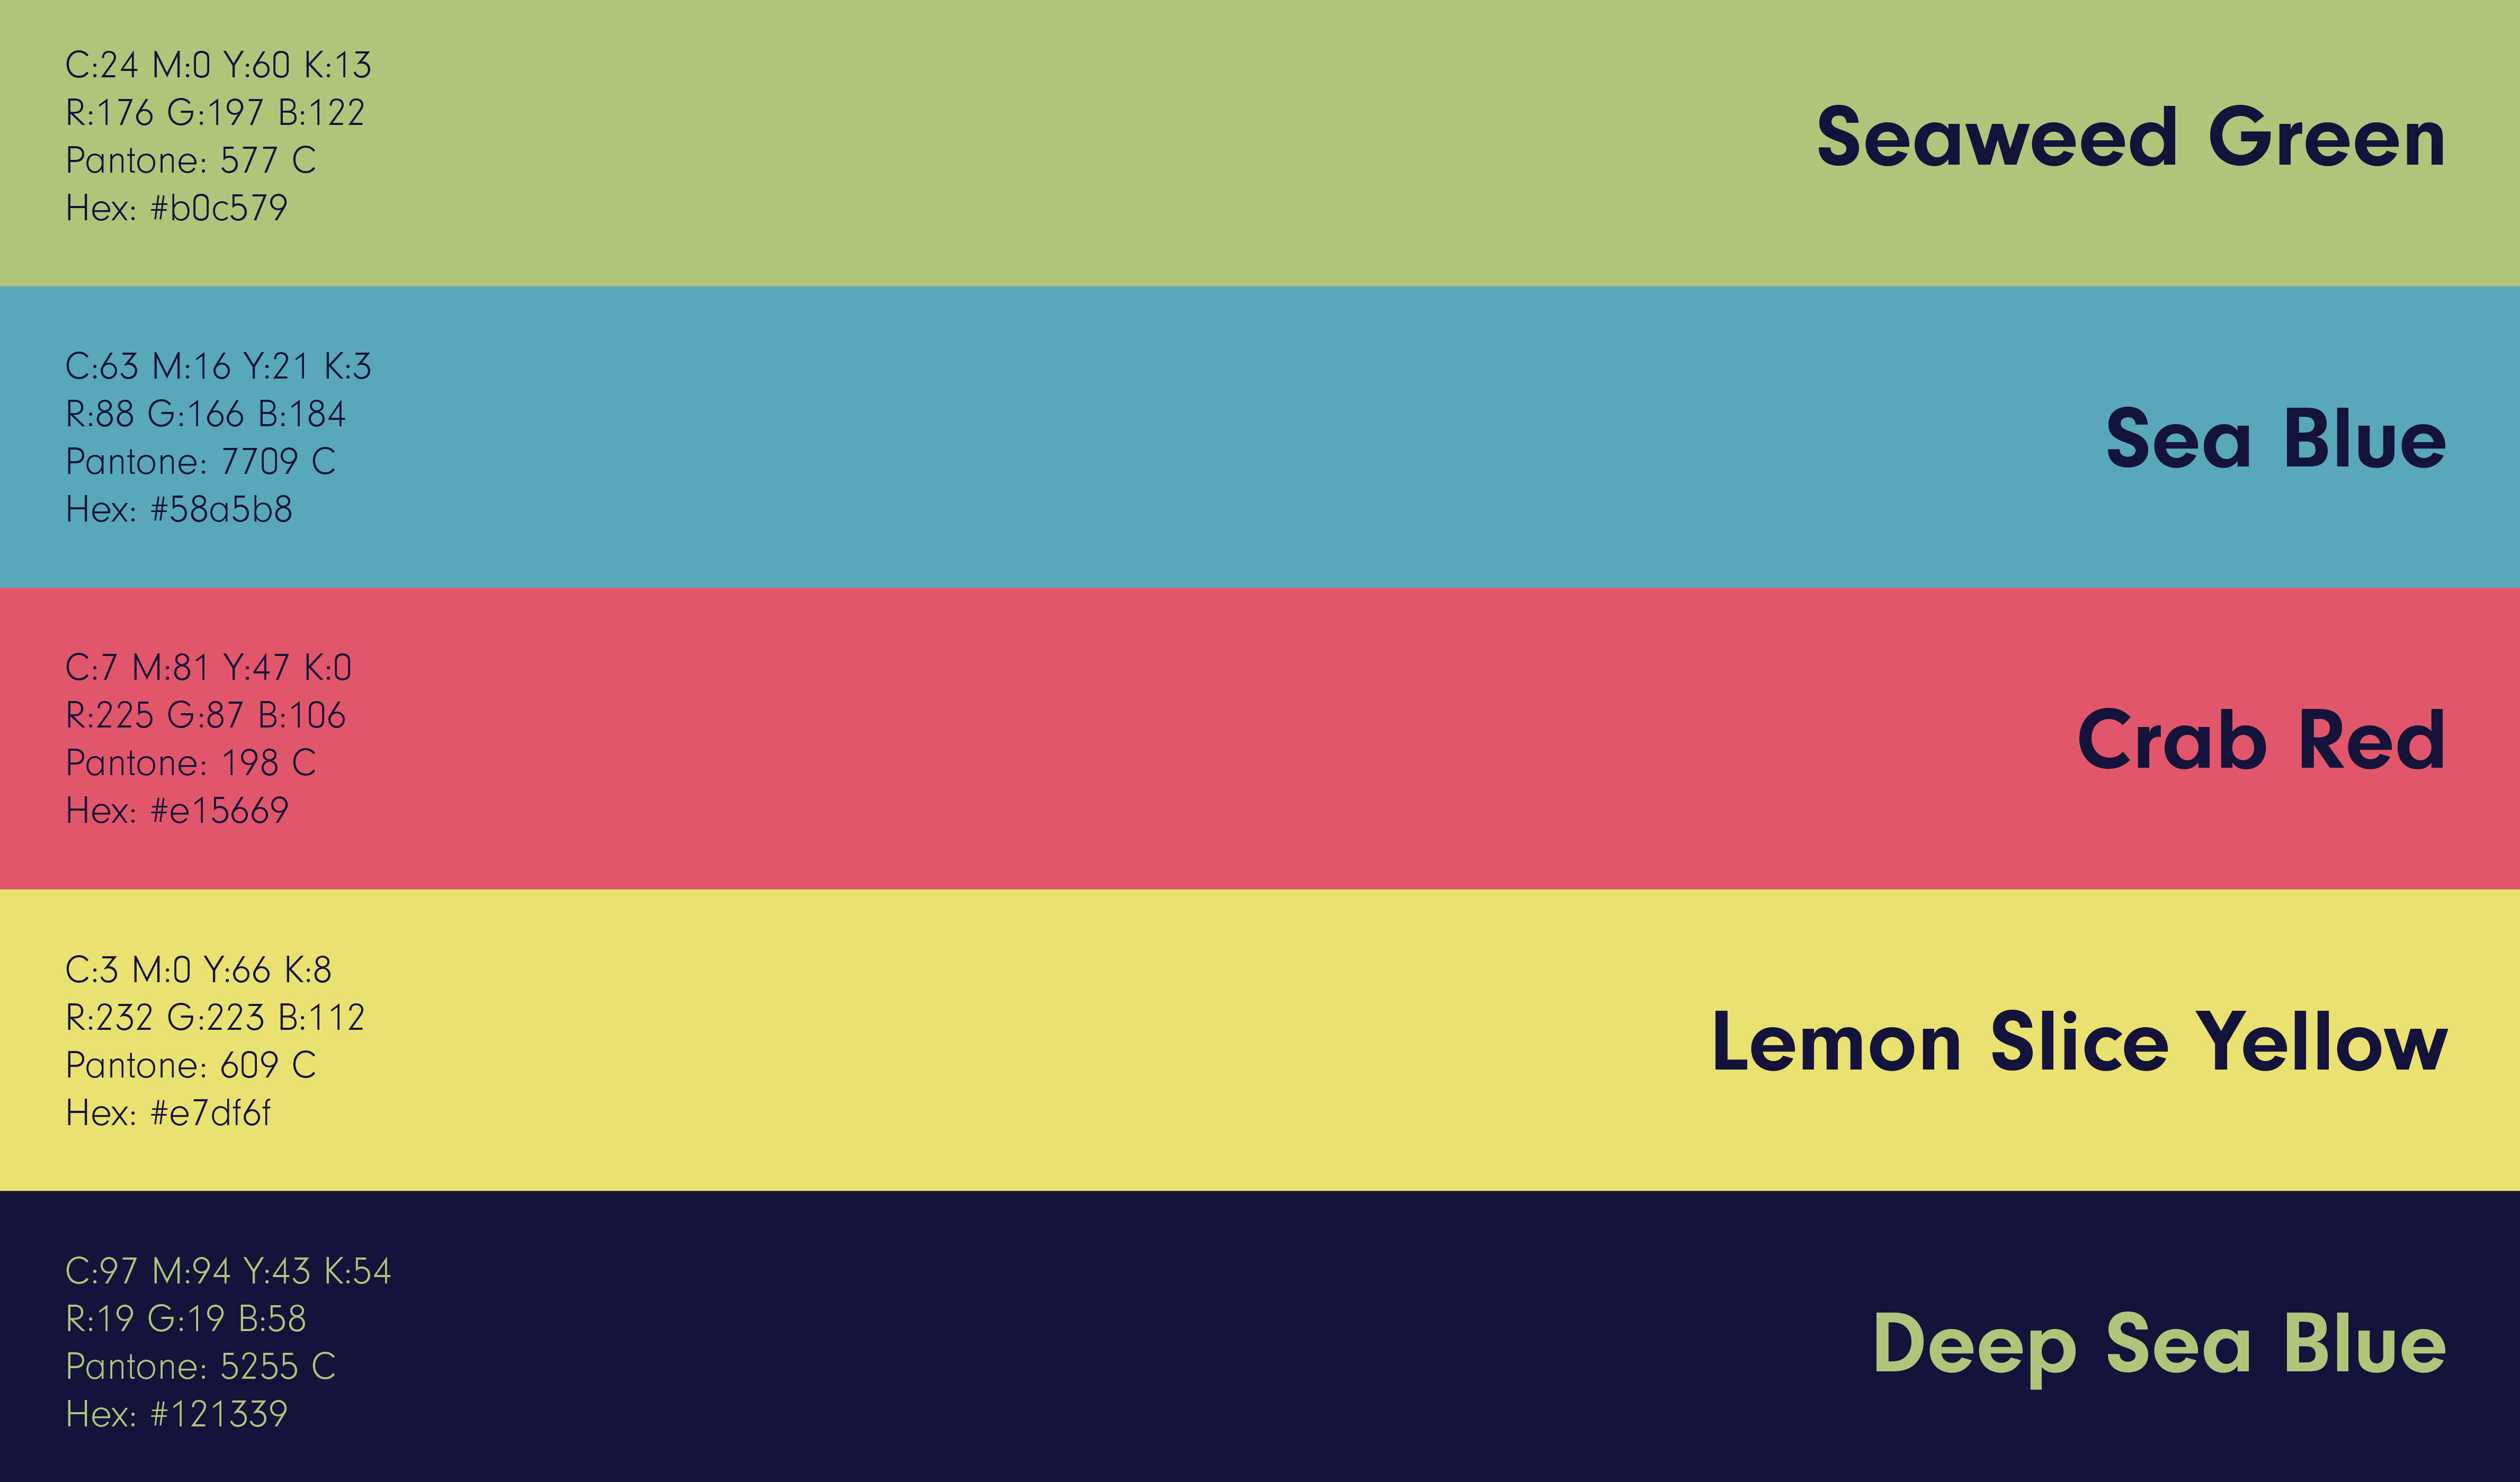 C:24 M:0 Y:60 K:13
R:176 G:197 B:122
Pantone: 577 C
Hex: #b0c579
Seaweed Green
C:63 M:16 Y:21 K:3
R:88 G:166 B:184
Pantone: 7709 C
Hex: #58a5b8
Sea Blue
C:7 M:81 Y:47 K:0
R:225 G:87 B:106
Pantone: 198 C
Hex: #e15669
Crab Red
C:3 M:0 Y:66 K:8
R:232 G:223 B:112
Pantone: 609 C
Hex: #e7df6f
Lemon Slice Yellow
C:97 M:94 Y:43 K:54
R:19 G:19 B:58
Pantone: 5255 C
Hex: #121339
Deep Sea Blue